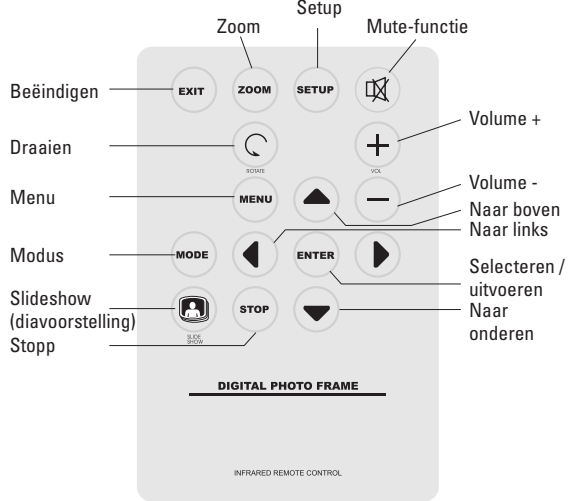 Setup
Zoom
Mute-functie
Beëindigen
EXIT
ZOOM
SETUP
Volume +
Draaien
ROTATE
VOL
Menu
MENU
Volume -
Naar boven
Naar links
Modus
MODE
ENTER
Selecteren /
uitvoeren
Slideshow
(diavoorstelling)
STOP
Naar
onderen
SLIDE
SHOW
Stopp
DIGITAL PHOTO FRAME
INFRARED REMOTE CONTROL